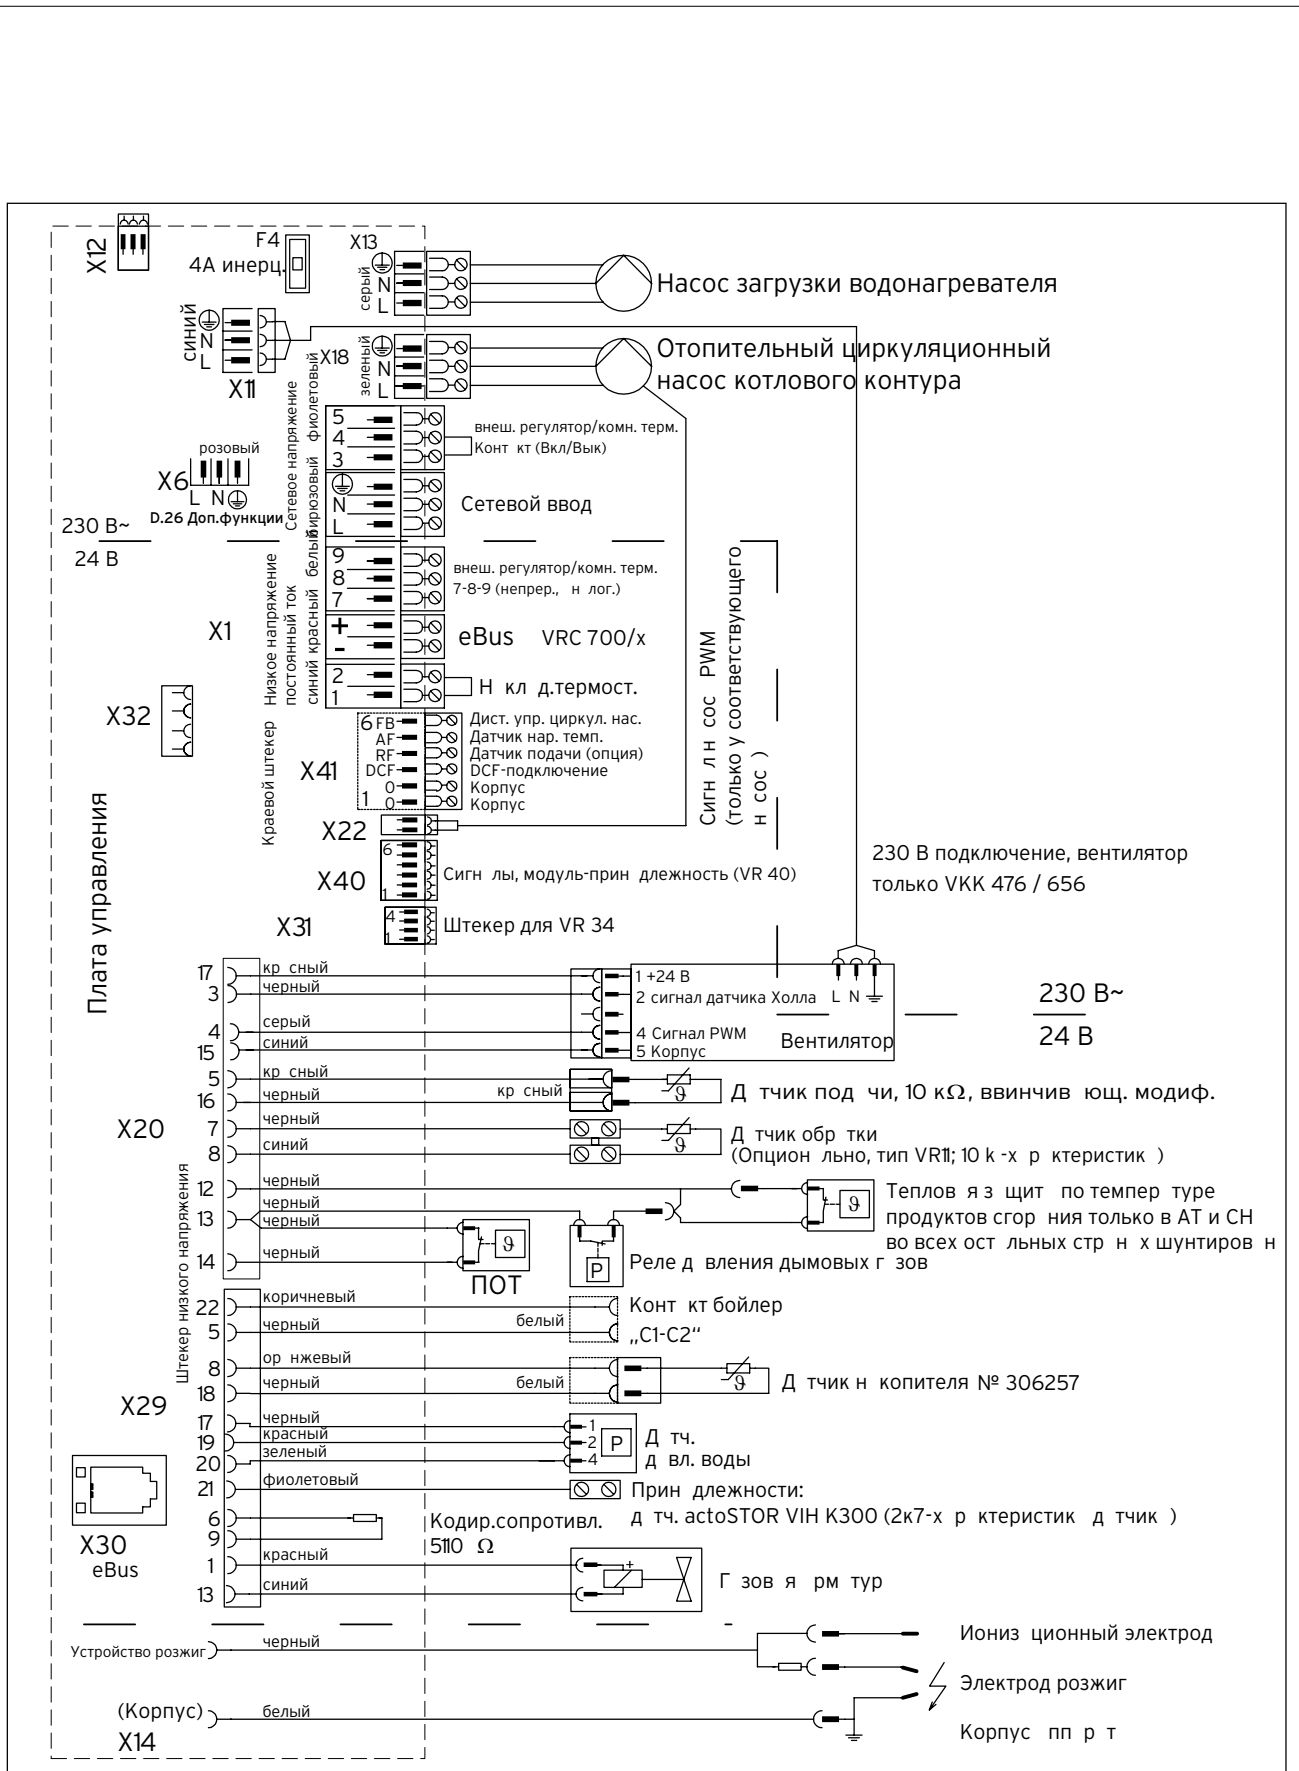 X12
F4
4А инерц.
X13
серый
N
L
Насос загрузки водонагревателя
синий
N
L
X11
X18
зеленый
N
L
Отопительный циркуляционный
насос котлового контура
Сетевое напряжение
фиолетовый
5
4
3
внеш. регулятор/комн. терм.
Конт кт (Вкл/Вык)
розовый
X6
L N
D.26 Доп.функции
бирюзовый
N
L
Сетевой ввод
230 В~
24 В
белый
9
8
7
внеш. регулятор/комн. терм.
7-8-9 (непрер., н лог.)
X1
Низкое напряжение
постоянный ток
красный
+
-
eBus VRC 700/x
синий
2
1
Н кл д.термост.
X32
Краевой штекер
X41
6 FB
AF
RF
DCF
0
1 0
Дист. упр. циркул. нас.
Датчик нар. темп.
Датчик подачи (опция)
DCF-подключение
Корпус
Корпус
Сигн л н сос PWM
(только у соответствующего
н сос )
X22
X40
6
1
Сигн лы, модуль-прин длежность (VR 40)
X31
4
1
Штекер для VR 34
230 В подключение, вентилятор
только VKK 476 / 656
Плата управления
17
кр сный
3
черный
4
серый
15
синий
1 +24 В
2 сигнал датчика Холла
4 Сигнал PWM
5 Корпус
L N
Вентилятор
230 В~
24 В
X20
5
кр сный
16
черный
кр сный
ϑ
Д тчик под чи, 10 кΩ, ввинчив ющ. модиф.
7
черный
8
синий
ϑ
Д тчик обр тки
(Опцион льно, тип VR11; 10 k -х р ктеристик )
Штекер низкого напряжения
12
черный
13
черный
черный
14
черный
ϑ
ПОТ
P
Реле д вления дымовых г зов
ϑ
Теплов я з щит по темпер туре
продуктов сгор ния только в AT и CH
во всех ост льных стр н х шунтиров н
22
коричневый
5
черный
белый
Конт кт бойлер
„C1-C2“
X29
8
ор нжевый
18
черный
белый
ϑ
Д тчик н копителя № 306257
17
черный
19
красный
20
зеленый
1
2
4
P
Д тч.
д вл. воды
21
фиолетовый
Прин длежности:
д тч. actoSTOR VIH K300 (2к7-х р ктеристик д тчик )
6
9
Кодир.сопротивл.
5110 Ω
X30
eBus
1
красный
13
синий
+
Г зов я рм тур
Устройство розжиг
черный
Иониз ционный электрод
Электрод розжиг
(Корпус)
X14
белый
Корпус пп р т